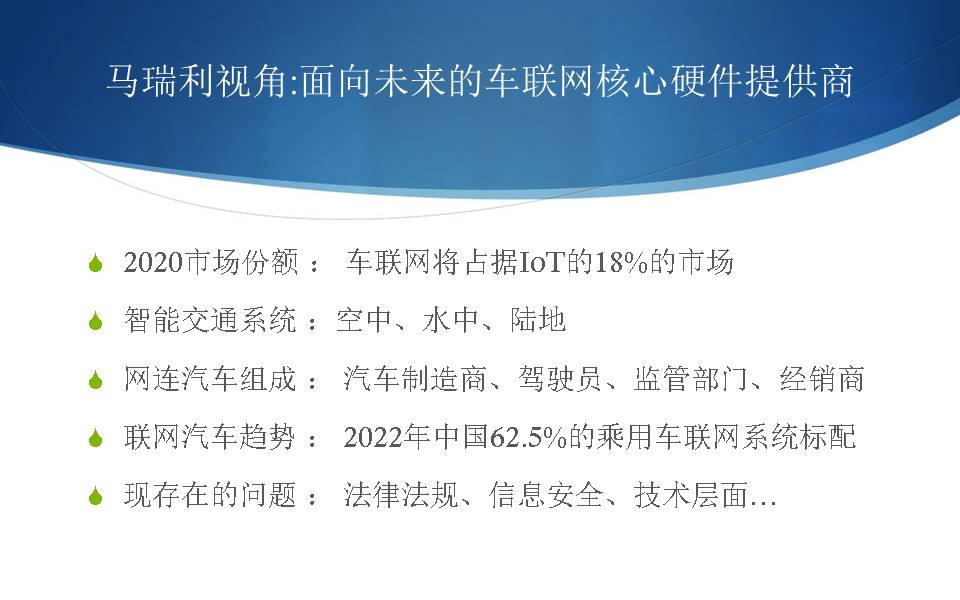 马瑞利视角:面向未来的车联网核心硬件提供商
2020市场份额 : 车联网将占据IoT的18%的市场
智能交通系统 : 空中、水中、陆地
网连汽车组成 : 汽车制造商、驾驶员、监管部门、经销商
联网汽车趋势 : 2022年中国62.5%的乘用车联网系统标配
现存在的问题 : 法律法规、信息安全、技术层面…